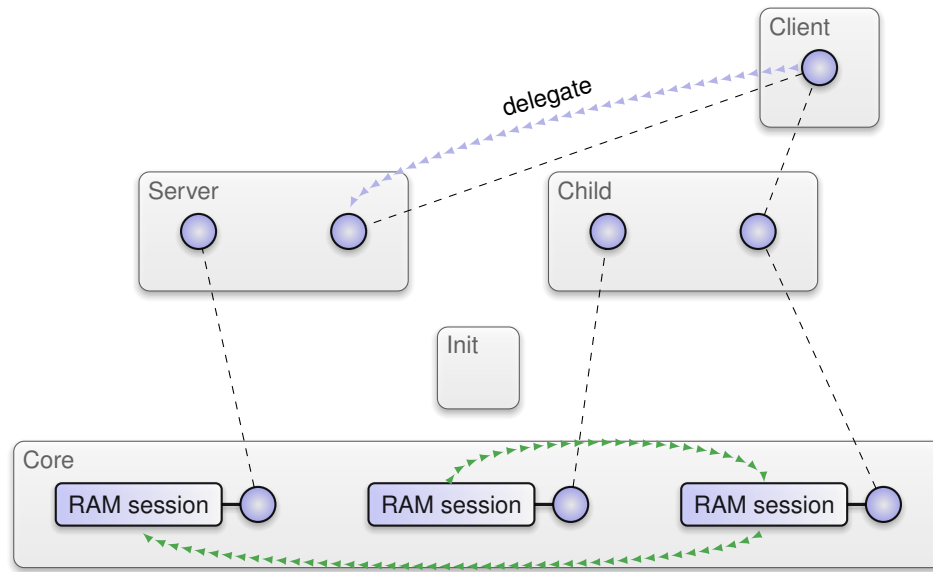 Client
delegate
Server
Child
Init
Core
RAM session
RAM session
RAM session